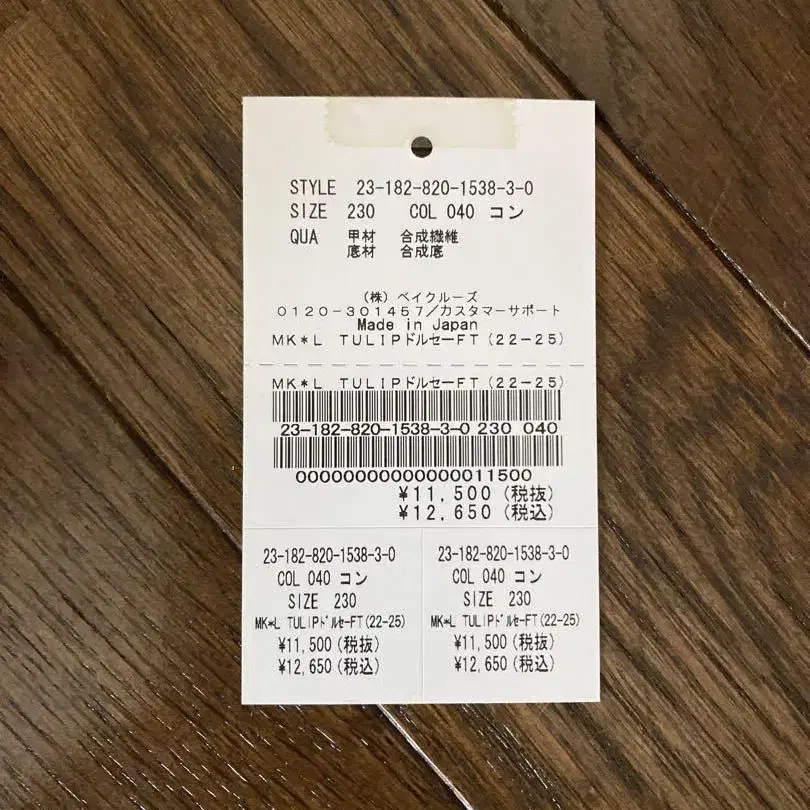 STYLE 23-182-820-1538-3-0
SIZE 230 COL 040 コン
QUA 甲材 合成繊維
底材 合成底
（株）ベイクルーズ
0120-301457／カスタマーサポート
Made in Japan
MK*L TULIPドルセーFT(22-25)
MK*L TULIPドルセーFT(22-25)
23-182-820-1538-3-0 230 040
000000000000000011500
¥11,500(税抜)
¥12,650(税込)
23-182-820-1538-3-0
COL 040 コン
SIZE 230
MK*L TULIPドルセーFT(22-25)
¥11,500(税抜)
¥12,650(税込)
23-182-820-1538-3-0
COL 040 コン
SIZE 230
MK*L TULIPドルセーFT(22-25)
¥11,500(税抜)
¥12,650(税込)